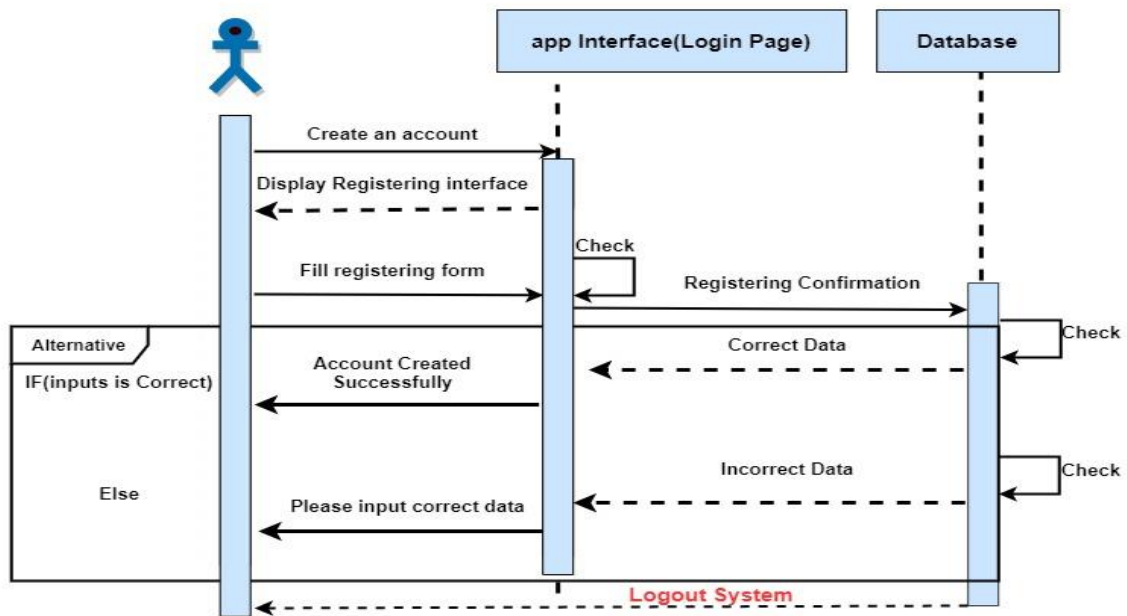 app Interface(Login Page)
Database
Create an account
Display Registering interface
Check
Fill registering form
Registering Confirmation
Alternative
Check
Correct Data
IF(inputs is Correct)
Account Created
Successfully
Incorrect Data
Check
Else
Please input correct data
Logout System